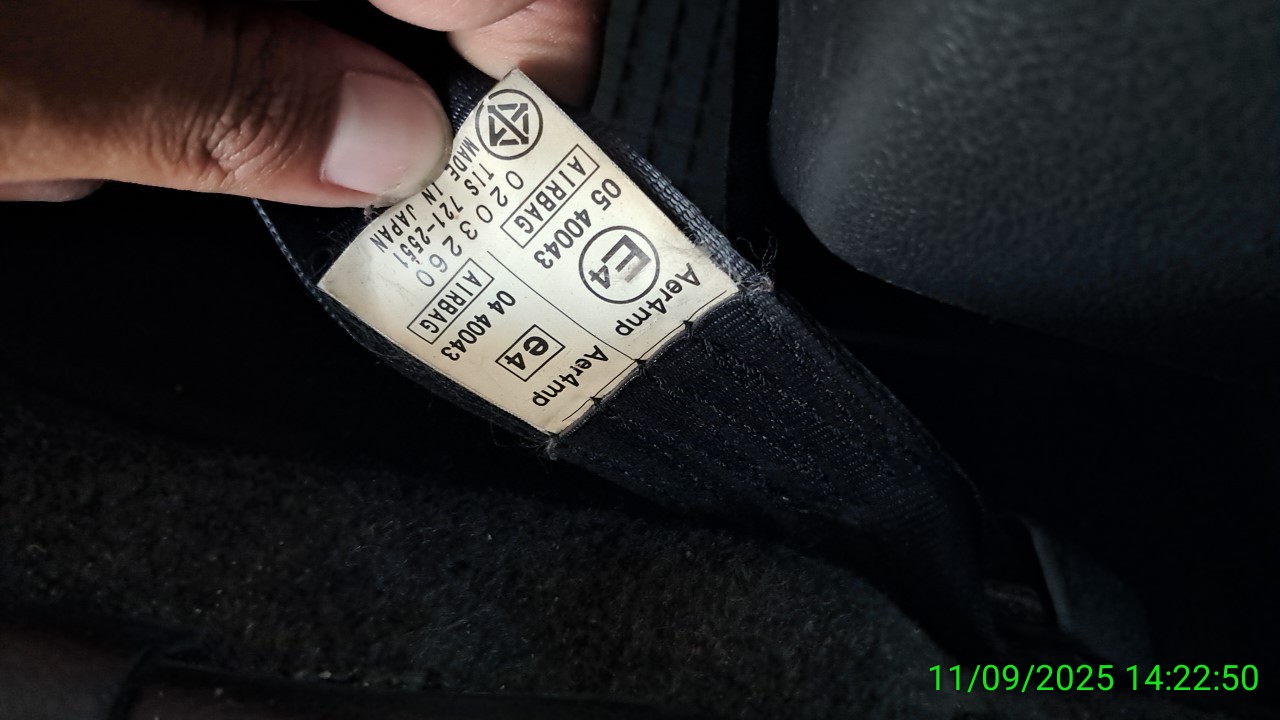 Aer4mp
E4
05 40043
AIRBAG
Aer4mp
e4
04 40043
AIRBAG
0203260
TIS 721-2551
MADE IN JAPAN
11/09/2025 14:22:50